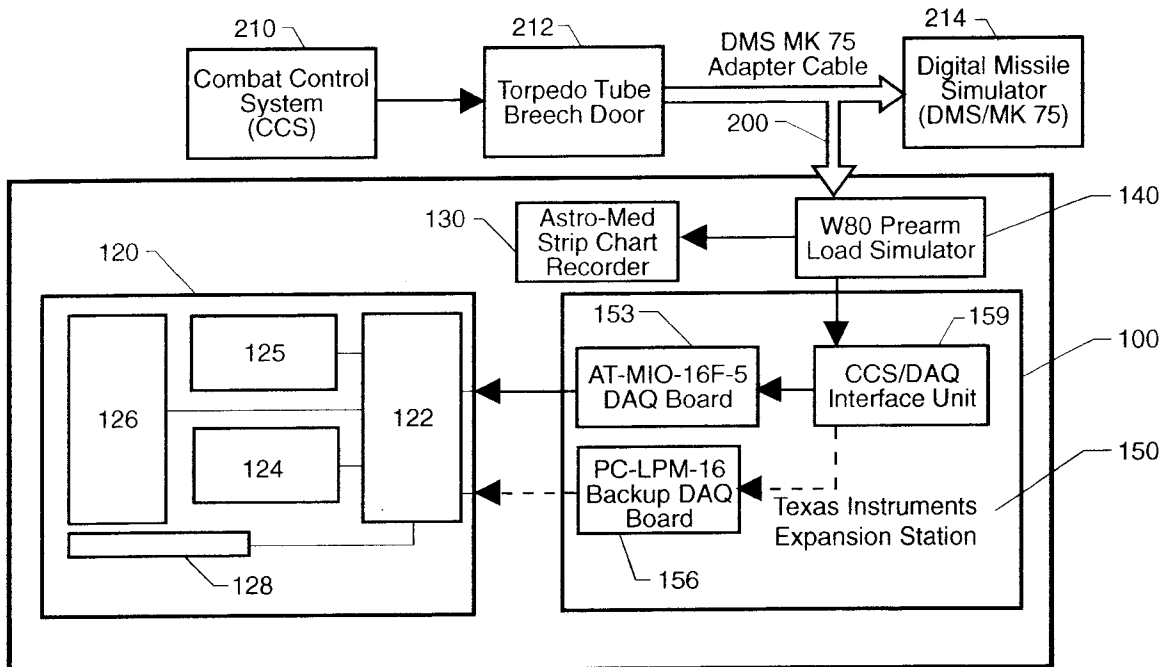 210
Combat Control
System
(CCS)
212
Torpedo Tube
Breech Door
DMS MK 75
Adapter Cable
200
214
Digital Missile
Simulator
(DMS/MK 75)
130
Astro-Med
Strip Chart
Recorder
W80 Prearm
Load Simulator
140
120
125
126
122
124
128
153
AT-MIO-16F-5
DAQ Board
159
CCS/DAQ
Interface Unit
100
PC-LPM-16
Backup DAQ
Board
156
Texas Instruments
Expansion Station
150